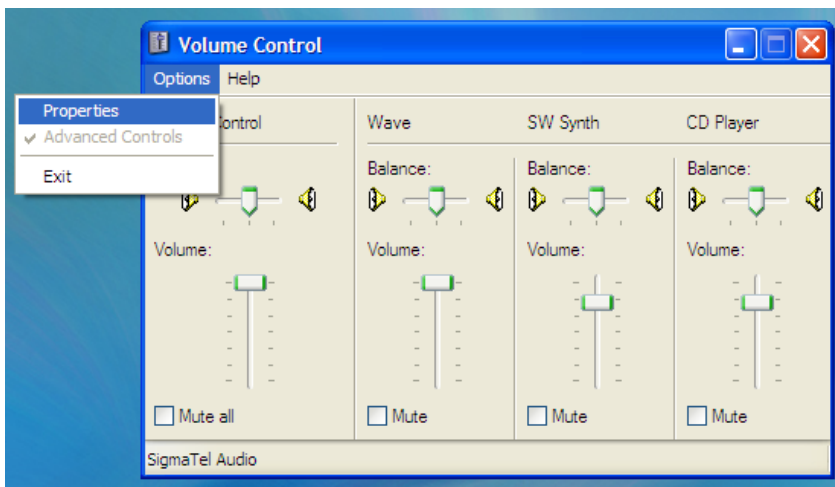 Volume Control
Options Help
Properties
Advanced Controls
Exit
Control Wave SW Synth CD Player
Balance: Balance: Balance:
Volume: Volume: Volume: Volume:
Mute all Mute Mute Mute
SigmaTel Audio